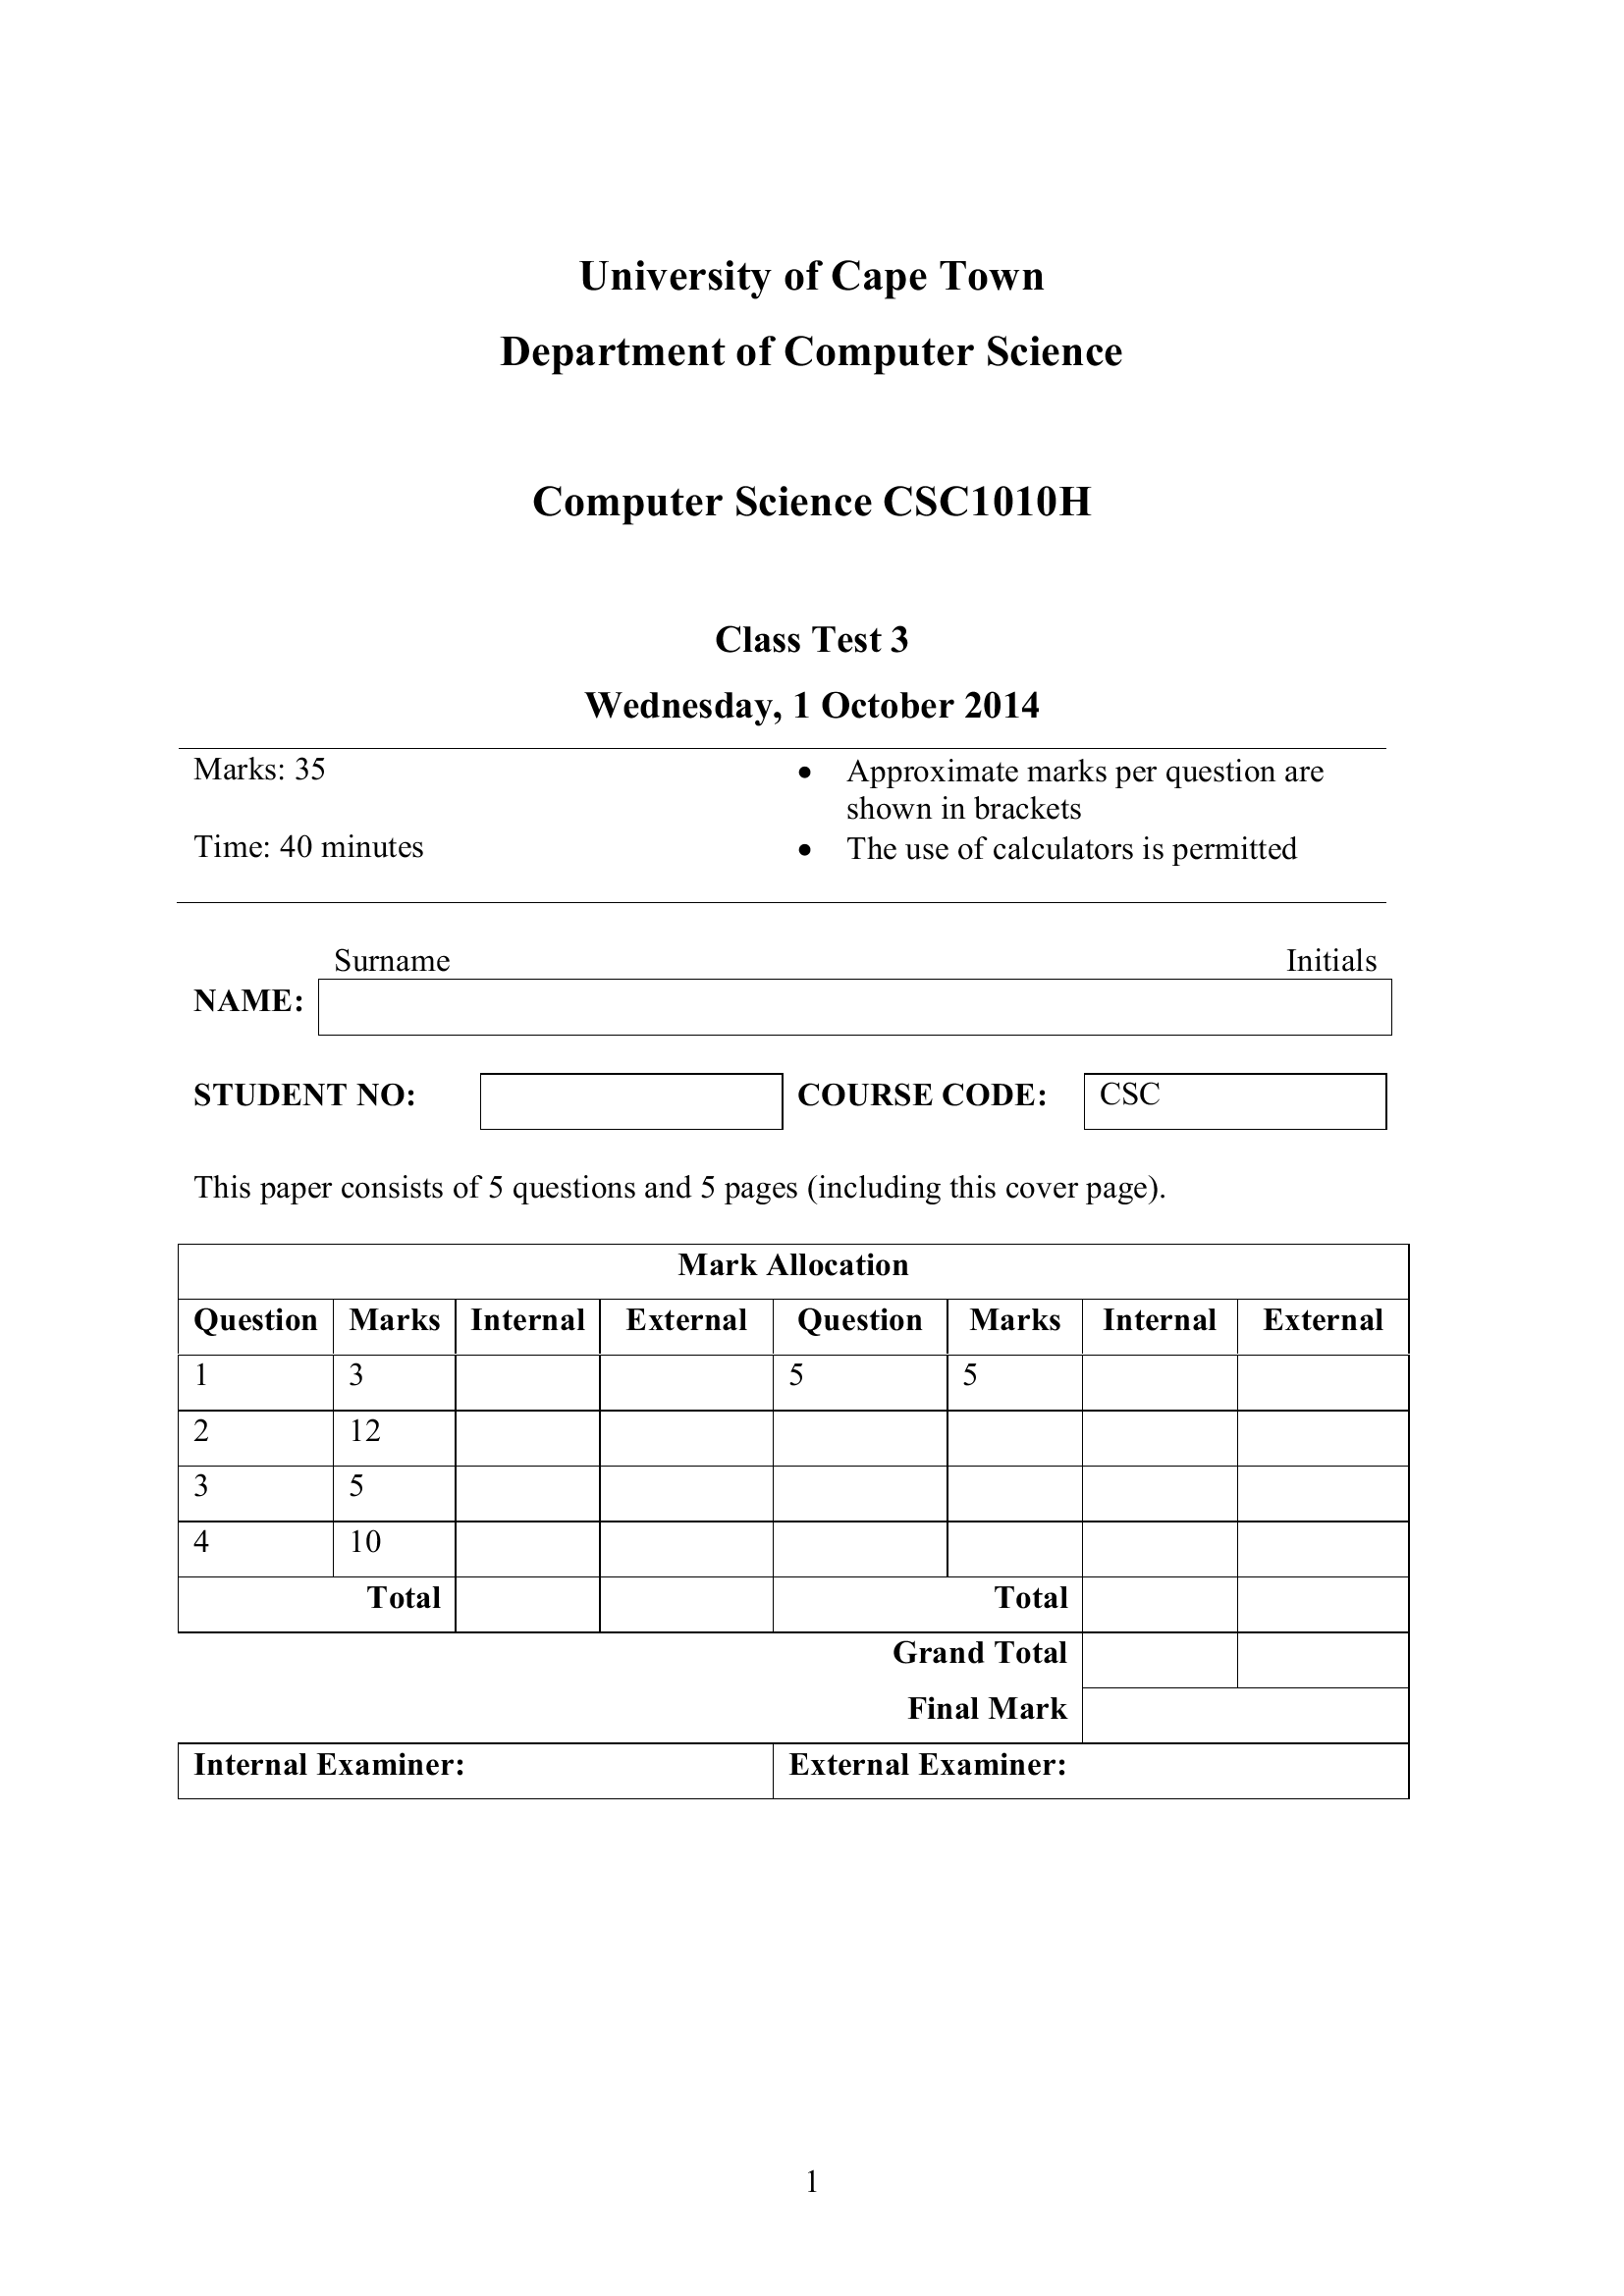 University of Cape Town
Department of Computer Science
Computer Science CSC1010H
Class Test 3
Wednesday, 1 October 2014
Marks: 35
Time: 40 minutes
• Approximate marks per question are
shown in brackets
• The use of calculators is permitted
Surname Initials
NAME:
STUDENT NO: COURSE CODE: CSC
This paper consists of 5 questions and 5 pages (including this cover page).
Mark Allocation
Question Marks Internal External Question Marks Internal External
1 3 5 5
2 12
3 5
4 10
Total Total
Grand Total
Final Mark
Internal Examiner: External Examiner:
1